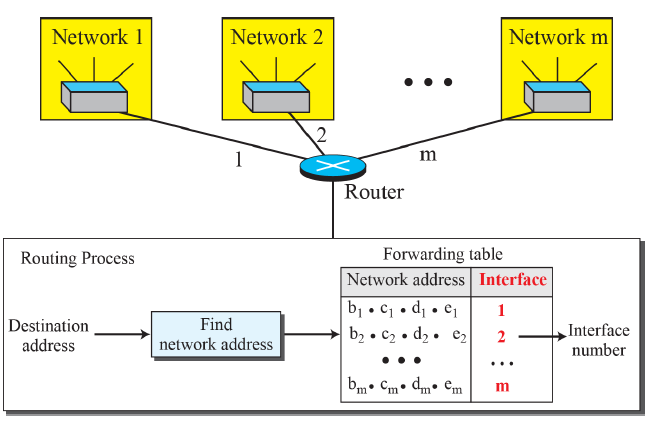 Network 1
Network 2
Network m
• • •
1
2
m
Router
Routing Process
Forwarding table
Network address Interface
b₁ • c₁ • d₁ • e₁ 1
b₂ • c₂ • d₂ • e₂ 2
• • • • • •
bₘ • cₘ • dₘ • eₘ m
Destination
address
Find
network address
Interface
number